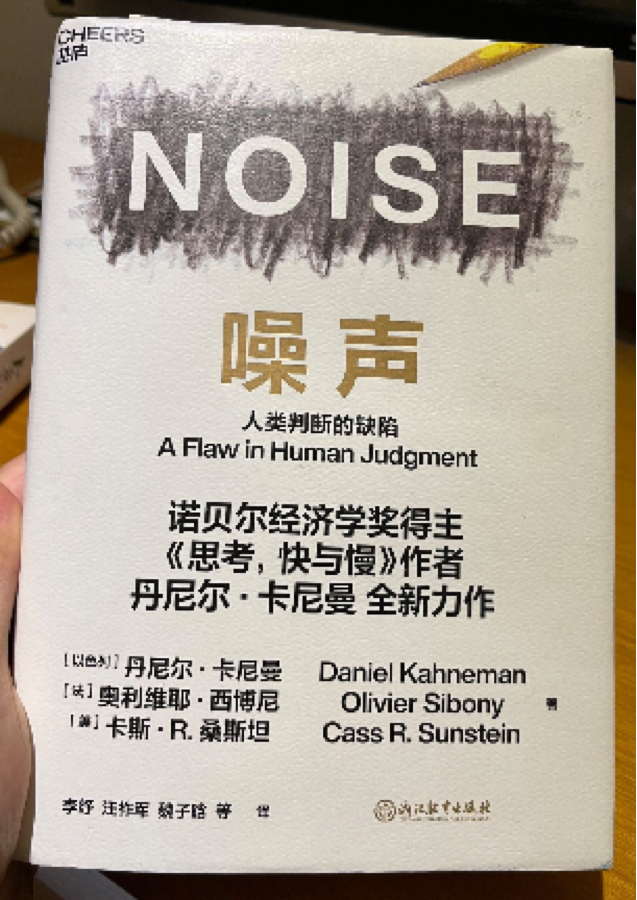 CHEERS
湛庐
NOISE
噪声
人类判断的缺陷
A Flaw in Human Judgment
诺贝尔经济学奖得主
《思考，快与慢》作者
丹尼尔·卡尼曼 全新力作
[以色列] 丹尼尔·卡尼曼 Daniel Kahneman
[法] 奥利维耶·西博尼 Olivier Sibony 著
[美] 卡斯·R. 桑斯坦 Cass R. Sunstein
李纾 汪祚军 魏子晗 等 译
浙江教育出版社